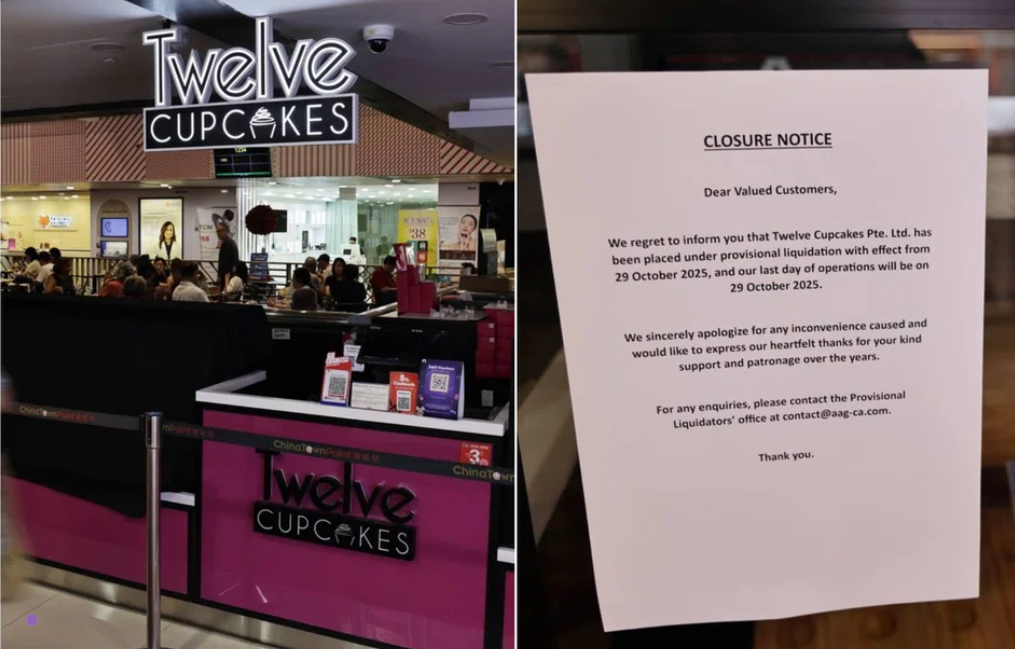 Twelve
CUPCAKES
1234
$38
ChinaTownPoint
ChinaTownPoint
ChinaTown
Twelve
CUPCAKES
CLOSURE NOTICE
Dear Valued Customers,
We regret to inform you that Twelve Cupcakes Pte. Ltd. has
been placed under provisional liquidation with effect from
29 October 2025, and our last day of operations will be on
29 October 2025.
We sincerely apologize for any inconvenience caused and
would like to express our heartfelt thanks for your kind
support and patronage over the years.
For any enquiries, please contact the Provisional
Liquidators' office at contact@aag-ca.com.
Thank you.